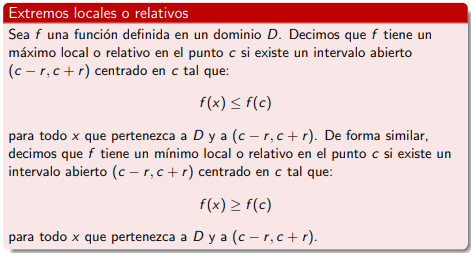 Extremos locales o relativos
Sea f una función definida en un dominio D. Decimos que f tiene un
máximo local o relativo en el punto c si existe un intervalo abierto
(c − r, c + r) centrado en c tal que:
f(x) ≤ f(c)
para todo x que pertenezca a D y a (c − r, c + r). De forma similar,
decimos que f tiene un mínimo local o relativo en el punto c si existe un
intervalo abierto (c − r, c + r) centrado en c tal que:
f(x) ≥ f(c)
para todo x que pertenezca a D y a (c − r, c + r).